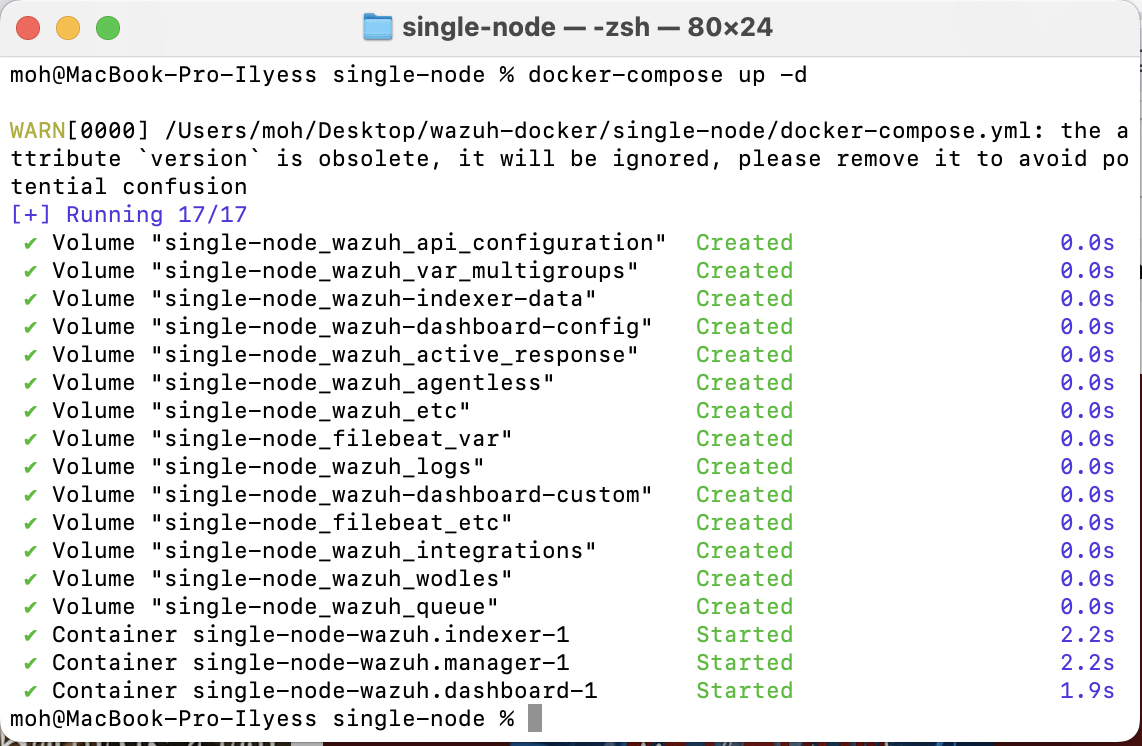 single-node — -zsh — 80×24
moh@MacBook-Pro-Ilyess single-node % docker-compose up -d
WARN[0000] /Users/moh/Desktop/wazuh-docker/single-node/docker-compose.yml: the a
ttribute `version` is obsolete, it will be ignored, please remove it to avoid po
tential confusion
[+] Running 17/17
✔ Volume "single-node_wazuh_api_configuration" Created 0.0s
✔ Volume "single-node_wazuh_var_multigroups" Created 0.0s
✔ Volume "single-node_wazuh-indexer-data" Created 0.0s
✔ Volume "single-node_wazuh-dashboard-config" Created 0.0s
✔ Volume "single-node_wazuh_active_response" Created 0.0s
✔ Volume "single-node_wazuh_agentless" Created 0.0s
✔ Volume "single-node_wazuh_etc" Created 0.0s
✔ Volume "single-node_filebeat_var" Created 0.0s
✔ Volume "single-node_wazuh_logs" Created 0.0s
✔ Volume "single-node_wazuh-dashboard-custom" Created 0.0s
✔ Volume "single-node_filebeat_etc" Created 0.0s
✔ Volume "single-node_wazuh_integrations" Created 0.0s
✔ Volume "single-node_wazuh_wodles" Created 0.0s
✔ Volume "single-node_wazuh_queue" Created 0.0s
✔ Container single-node-wazuh.indexer-1 Started 2.2s
✔ Container single-node-wazuh.manager-1 Started 2.2s
✔ Container single-node-wazuh.dashboard-1 Started 1.9s
moh@MacBook-Pro-Ilyess single-node %